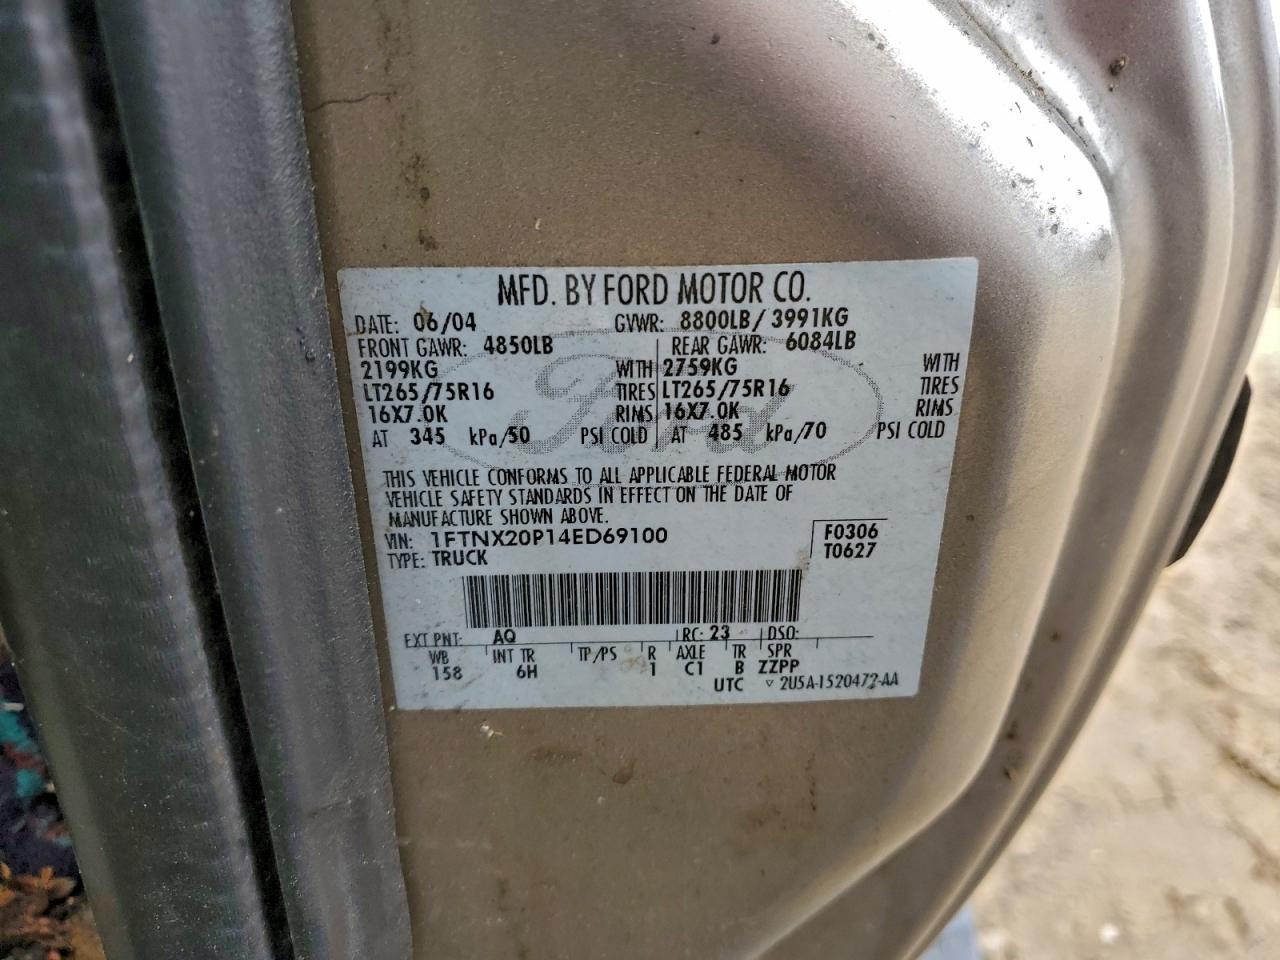 MFD. BY FORD MOTOR CO.
DATE: 06/04 GVWR: 8800LB/ 3991KG
FRONT GAWR: 4850LB REAR GAWR: 6084LB
2199KG WITH 2759KG WITH
LT265/75R16 TIRES LT265/75R16 TIRES
16X7.0K RIMS 16X7.0K RIMS
AT 345 kPa/50 PSI COLD AT 485 kPa/70 PSI COLD
Ford
THIS VEHICLE CONFORMS TO ALL APPLICABLE FEDERAL MOTOR
VEHICLE SAFETY STANDARDS IN EFFECT ON THE DATE OF
MANUFACTURE SHOWN ABOVE.
VIN: 1FTNX20P14ED69100 F0306
TYPE: TRUCK T0627
EXT PNT: AQ RC: 23 DSO:
WB INT TR TP/PS R AXLE TR SPR
158 6H 1 C1 B ZZPP
UTC ▽ 2U5A-1520472-AA